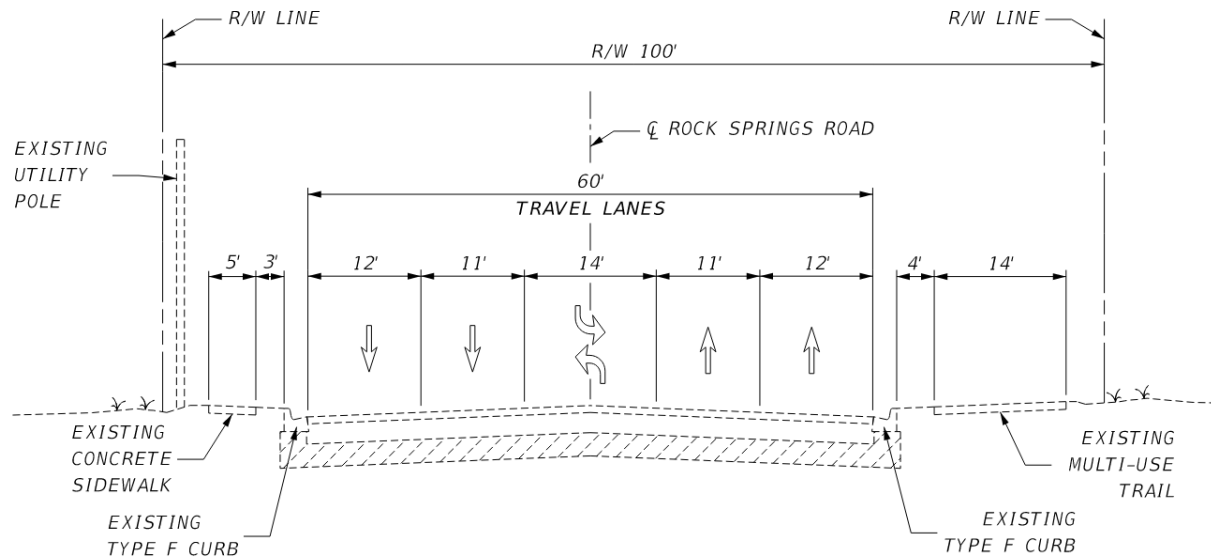 R/W LINE
R/W LINE
R/W 100'
℄ ROCK SPRINGS ROAD
EXISTING
UTILITY
POLE
60'
TRAVEL LANES
5'
3'
12'
11'
14'
11'
12'
4'
14'
EXISTING
CONCRETE
SIDEWALK
EXISTING
TYPE F CURB
EXISTING
TYPE F CURB
EXISTING
MULTI-USE
TRAIL